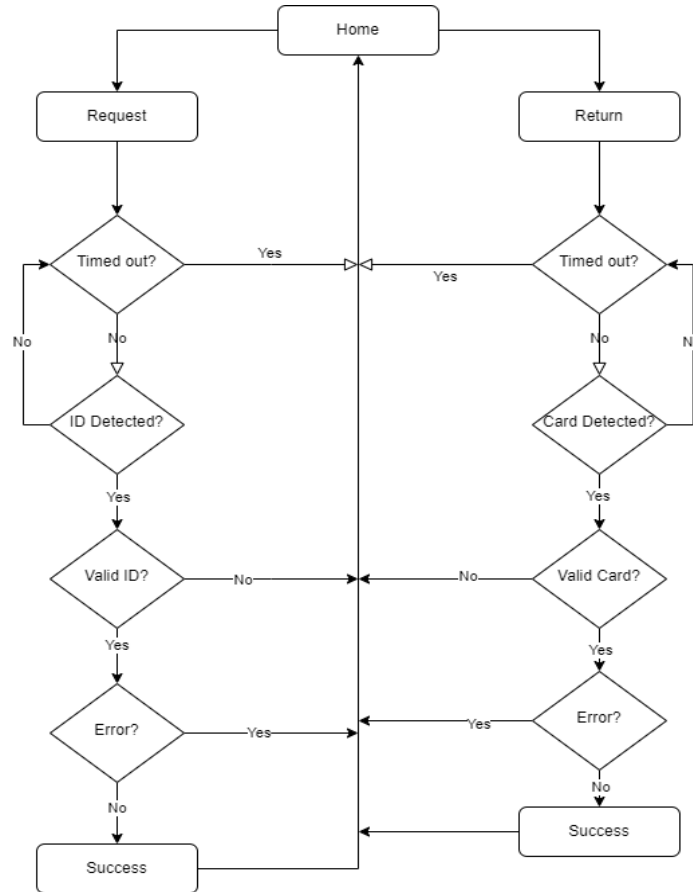 Home
Request
Return
Timed out?
Yes
Timed out?
Yes
No
No
No
No
ID Detected?
Card Detected?
Yes
Yes
Valid ID?
No
No
Valid Card?
Yes
Yes
Error?
Yes
Yes
Error?
No
No
Success
Success